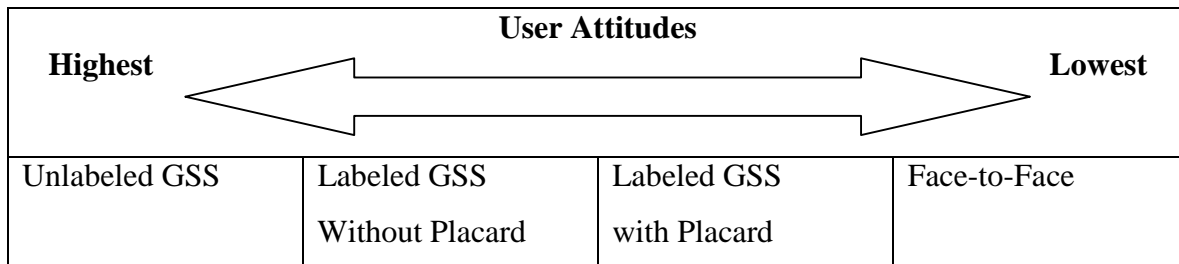 User Attitudes
Highest
Lowest
Unlabeled GSS
Labeled GSS
Without Placard
Labeled GSS
with Placard
Face-to-Face